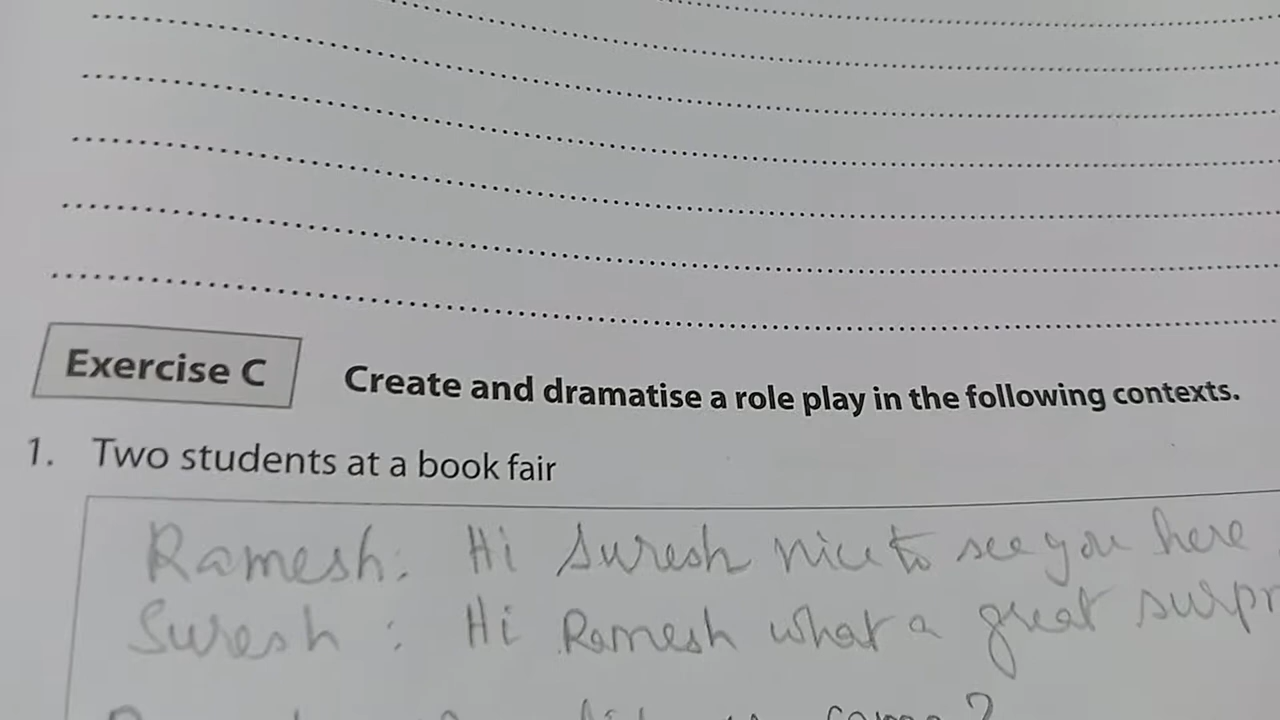 Exercise C Create and dramatise a role play in the following contexts.
1. Two students at a book fair
Ramesh: Hi Suresh nice to see you here
Suresh : Hi Ramesh what a great surpr